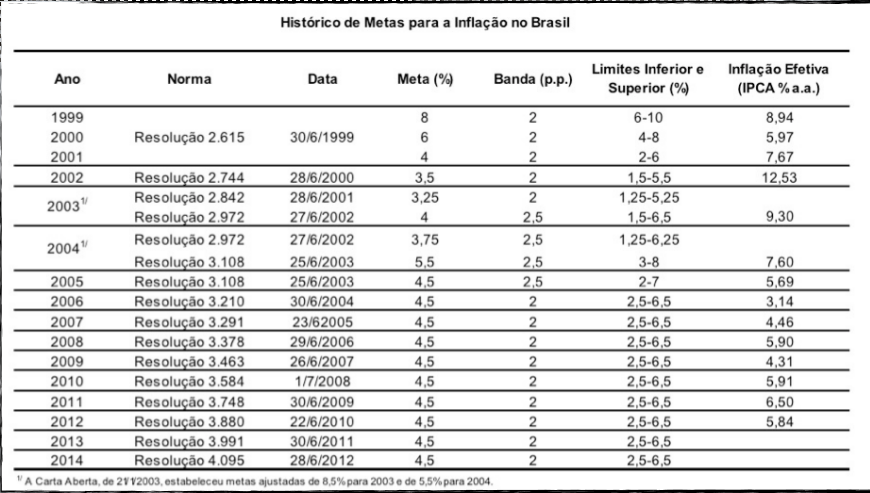 Histórico de Metas para a Inflação no Brasil
Ano Norma Data Meta (%) Banda (p.p.) Limites Inferior e Superior (%) Inflação Efetiva (IPCA % a.a.)
1999 8 2 6-10 8,94
2000 Resolução 2.615 30/6/1999 6 2 4-8 5,97
2001 4 2 2-6 7,67
2002 Resolução 2.744 28/6/2000 3,5 2 1,5-5,5 12,53
2003 1/ Resolução 2.842 28/6/2001 3,25 2 1,25-5,25
Resolução 2.972 27/6/2002 4 2,5 1,5-6,5 9,30
2004 1/ Resolução 2.972 27/6/2002 3,75 2,5 1,25-6,25
Resolução 3.108 25/6/2003 5,5 2,5 3-8 7,60
2005 Resolução 3.108 25/6/2003 4,5 2,5 2-7 5,69
2006 Resolução 3.210 30/6/2004 4,5 2 2,5-6,5 3,14
2007 Resolução 3.291 23/62005 4,5 2 2,5-6,5 4,46
2008 Resolução 3.378 29/6/2006 4,5 2 2,5-6,5 5,90
2009 Resolução 3.463 26/6/2007 4,5 2 2,5-6,5 4,31
2010 Resolução 3.584 1/7/2008 4,5 2 2,5-6,5 5,91
2011 Resolução 3.748 30/6/2009 4,5 2 2,5-6,5 6,50
2012 Resolução 3.880 22/6/2010 4,5 2 2,5-6,5 5,84
2013 Resolução 3.991 30/6/2011 4,5 2 2,5-6,5
2014 Resolução 4.095 28/6/2012 4,5 2 2,5-6,5
1/ A Carta Aberta, de 21/1/2003, estabeleceu metas ajustadas de 8,5% para 2003 e de 5,5% para 2004.